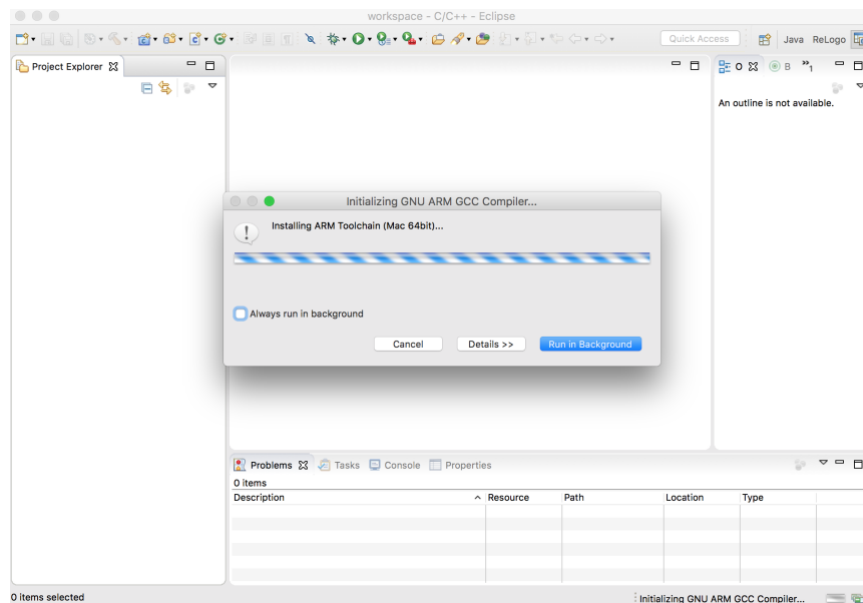 workspace - C/C++ - Eclipse
Quick Access
Java ReLogo
Project Explorer
O B »1
An outline is not available.
Initializing GNU ARM GCC Compiler...
Installing ARM Toolchain (Mac 64bit)...
Always run in background
Cancel Details >> Run in Background
Problems Tasks Console Properties
0 items
Description Resource Path Location Type
0 items selected
Initializing GNU ARM GCC Compiler...